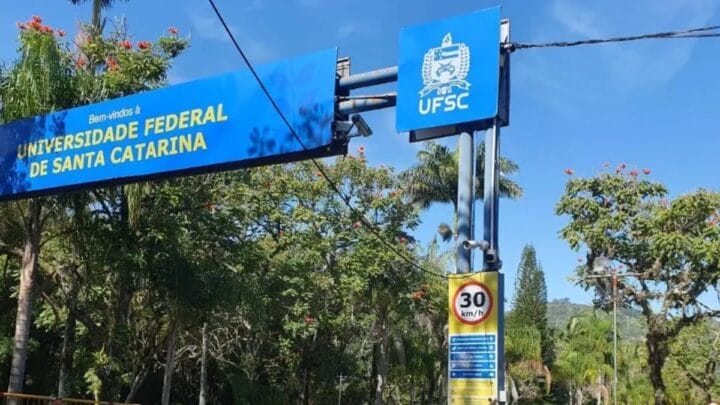 Bem-vindos à
UNIVERSIDADE FEDERAL
DE SANTA CATARINA
UFSC
30
km/h